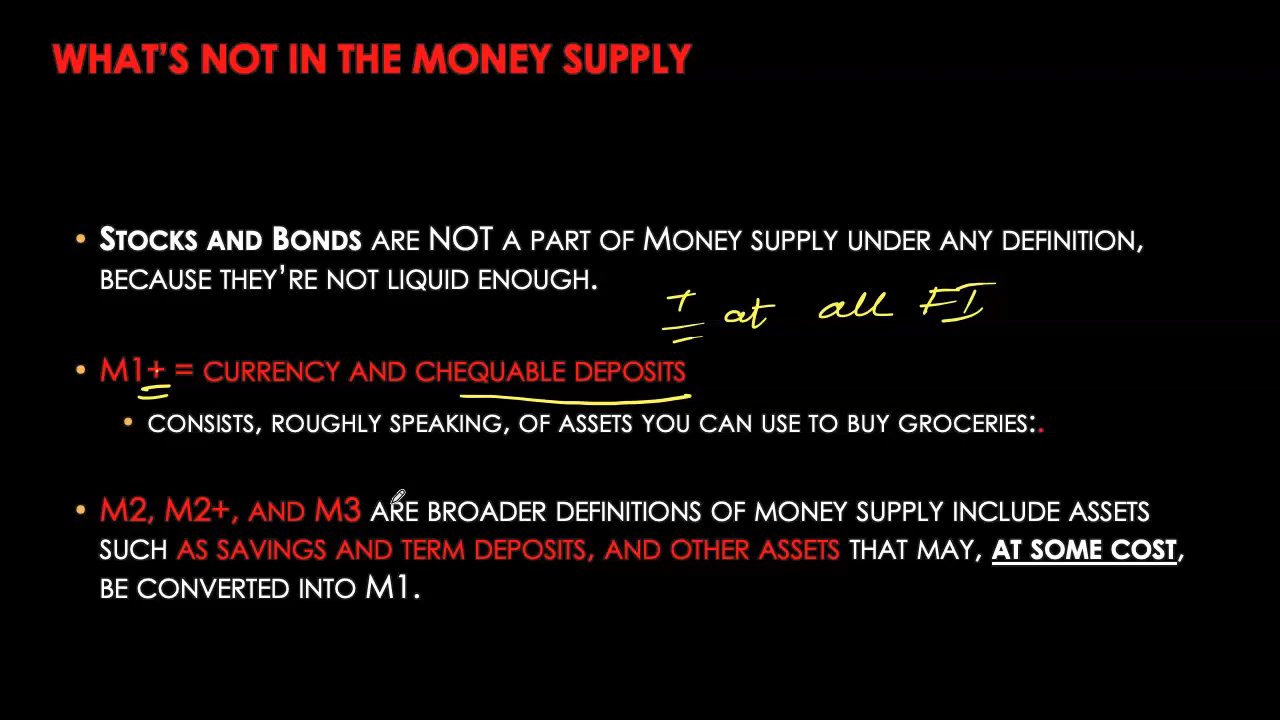 WHAT'S NOT IN THE MONEY SUPPLY
• STOCKS AND BONDS ARE NOT A PART OF MONEY SUPPLY UNDER ANY DEFINITION,
BECAUSE THEY'RE NOT LIQUID ENOUGH.
+ at all FI
• M1+ = CURRENCY AND CHEQUABLE DEPOSITS
• CONSISTS, ROUGHLY SPEAKING, OF ASSETS YOU CAN USE TO BUY GROCERIES:.
• M2, M2+, AND M3 ARE BROADER DEFINITIONS OF MONEY SUPPLY INCLUDE ASSETS
SUCH AS SAVINGS AND TERM DEPOSITS, AND OTHER ASSETS THAT MAY, AT SOME COST,
BE CONVERTED INTO M1.